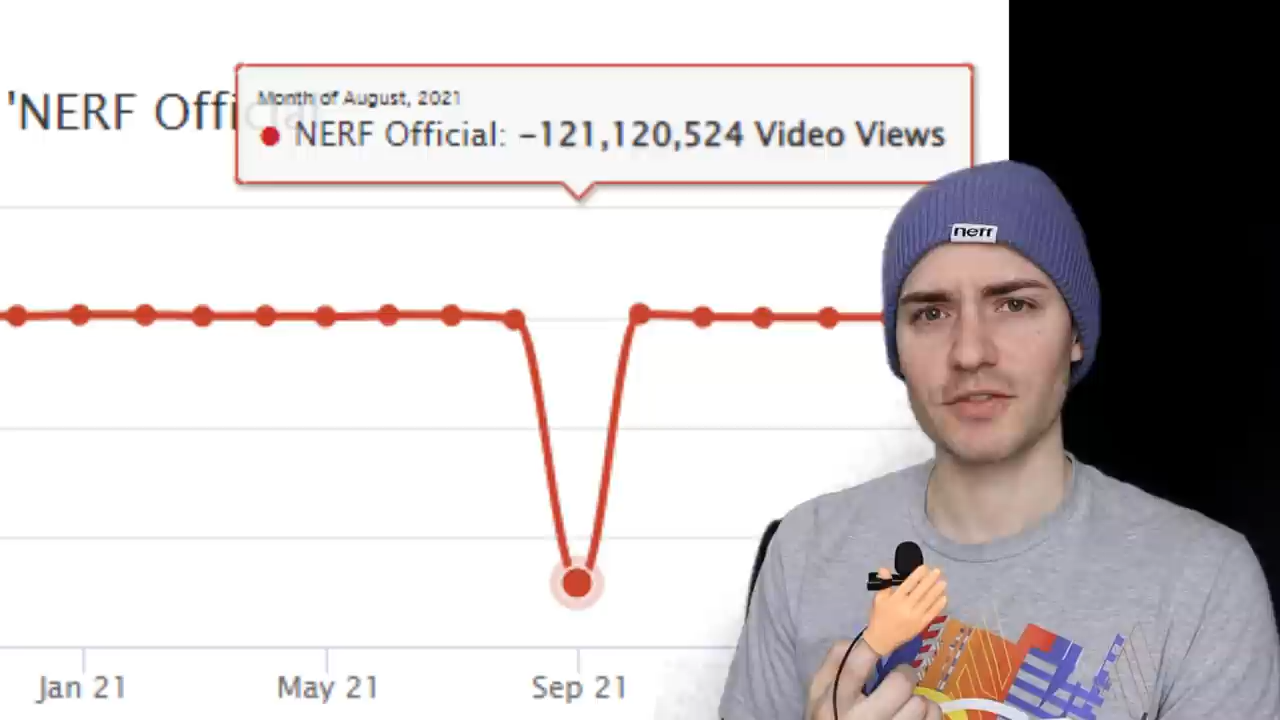 'NERF Offi
Month of August, 2021
NERF Official: −121,120,524 Video Views
neff
Jan 21
May 21
Sep 21